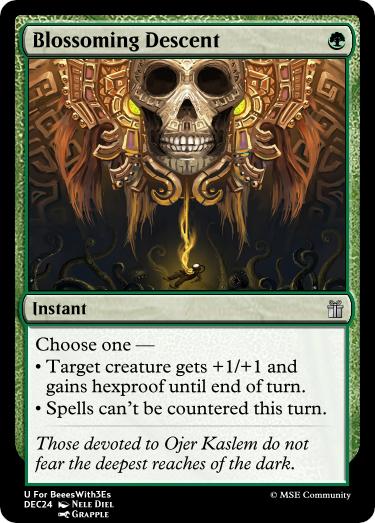 Blossoming Descent
Instant
Choose one —
• Target creature gets +1/+1 and
gains hexproof until end of turn.
• Spells can't be countered this turn.
Those devoted to Ojer Kaslem do not
fear the deepest reaches of the dark.
U For BeeesWith3Es
DEC24 Nele Diel
Grapple
© MSE Community